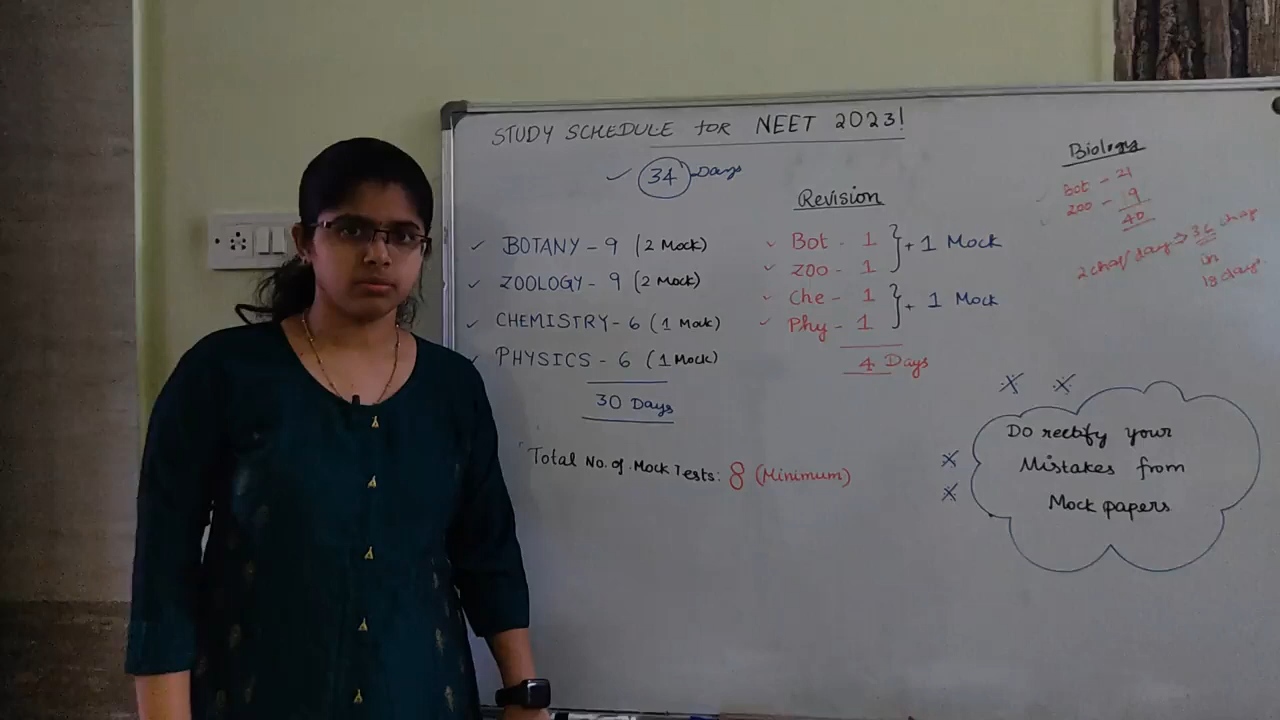 STUDY SCHEDULE for NEET 2023!
34 Days
BOTANY - 9 (2 Mock)
ZOOLOGY - 9 (2 Mock)
CHEMISTRY - 6 (1 Mock)
PHYSICS - 6 (1 Mock)
30 Days
Total No. of Mock Tests: 8 (Minimum)
Revision
Bot - 1
Zoo - 1
} + 1 Mock
Che - 1
Phy - 1
} + 1 Mock
4 Days
Biology
Bot - 21
Zoo - 9
40
2 chap/day → 36 chap
in
18 days.
Do rectify your
Mistakes from
Mock papers